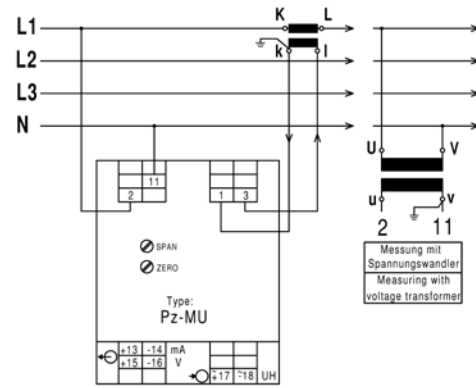 K L
L1
k l
L2
L3
N
U V
11
2
1 3
u v
2 11
SPAN
ZERO
Messung mit
Spannungswandler
Measuring with
voltage transformer
Type:
Pz-MU
+13 -14 mA
+15 -16 V
~+17 ~-18 UH